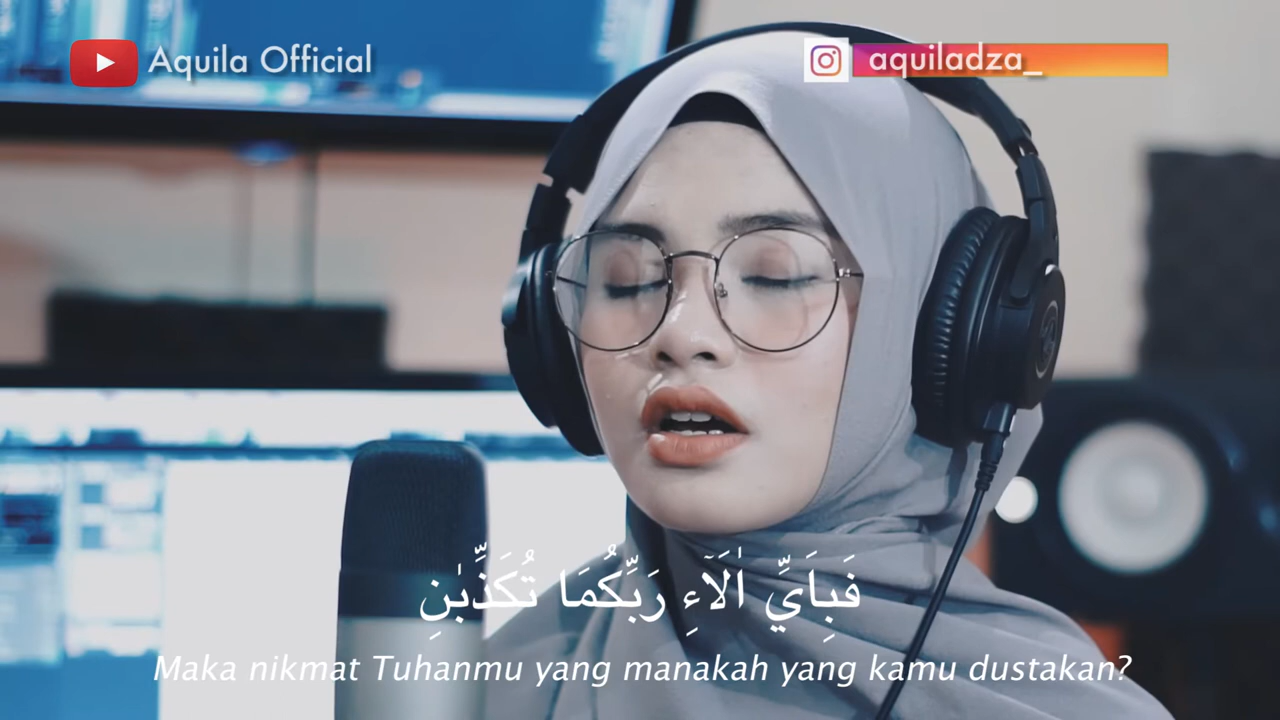 Aquila Official
aquiladza_
فَبِاَيِّ اٰلَاۤءِ رَبِّكُمَا تُكَذِّبٰنِ
Maka nikmat Tuhanmu yang manakah yang kamu dustakan?